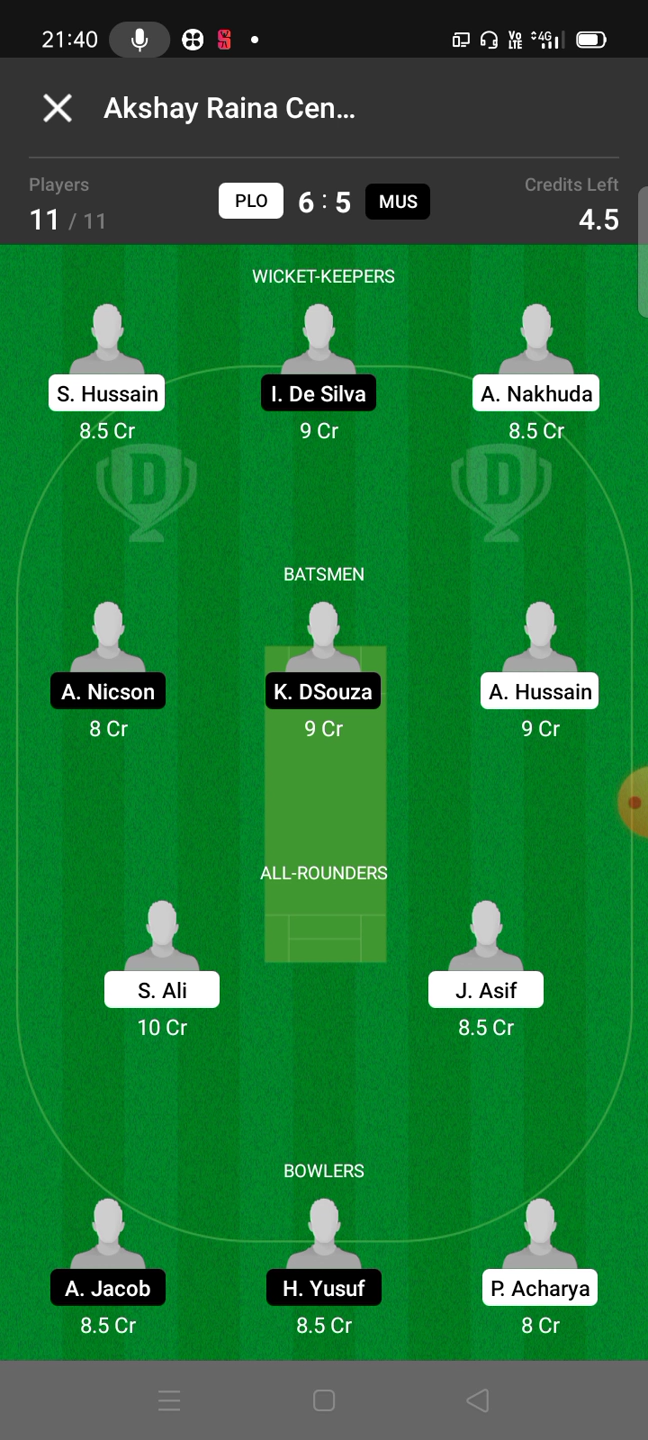 21:40
Vo LTE 4G
Akshay Raina Cen...
Players
Credits Left
11 / 11
PLO 6 : 5 MUS
4.5
WICKET-KEEPERS
S. Hussain I. De Silva A. Nakhuda
8.5 Cr 9 Cr 8.5 Cr
D D
BATSMEN
A. Nicson K. DSouza A. Hussain
8 Cr 9 Cr 9 Cr
ALL-ROUNDERS
S. Ali J. Asif
10 Cr 8.5 Cr
BOWLERS
A. Jacob H. Yusuf P. Acharya
8.5 Cr 8.5 Cr 8 Cr